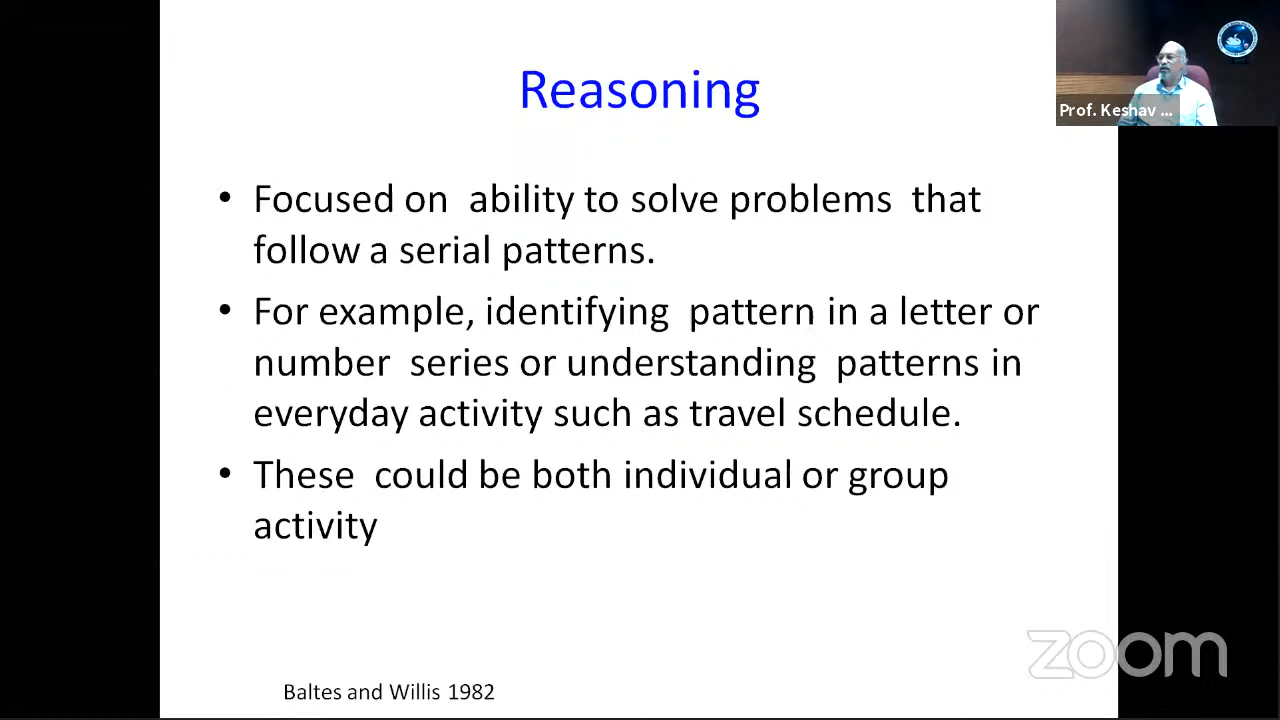 Reasoning
Prof. Keshav ...
• Focused on ability to solve problems that
follow a serial patterns.
• For example, identifying pattern in a letter or
number series or understanding patterns in
everyday activity such as travel schedule.
• These could be both individual or group
activity
zoom
Baltes and Willis 1982